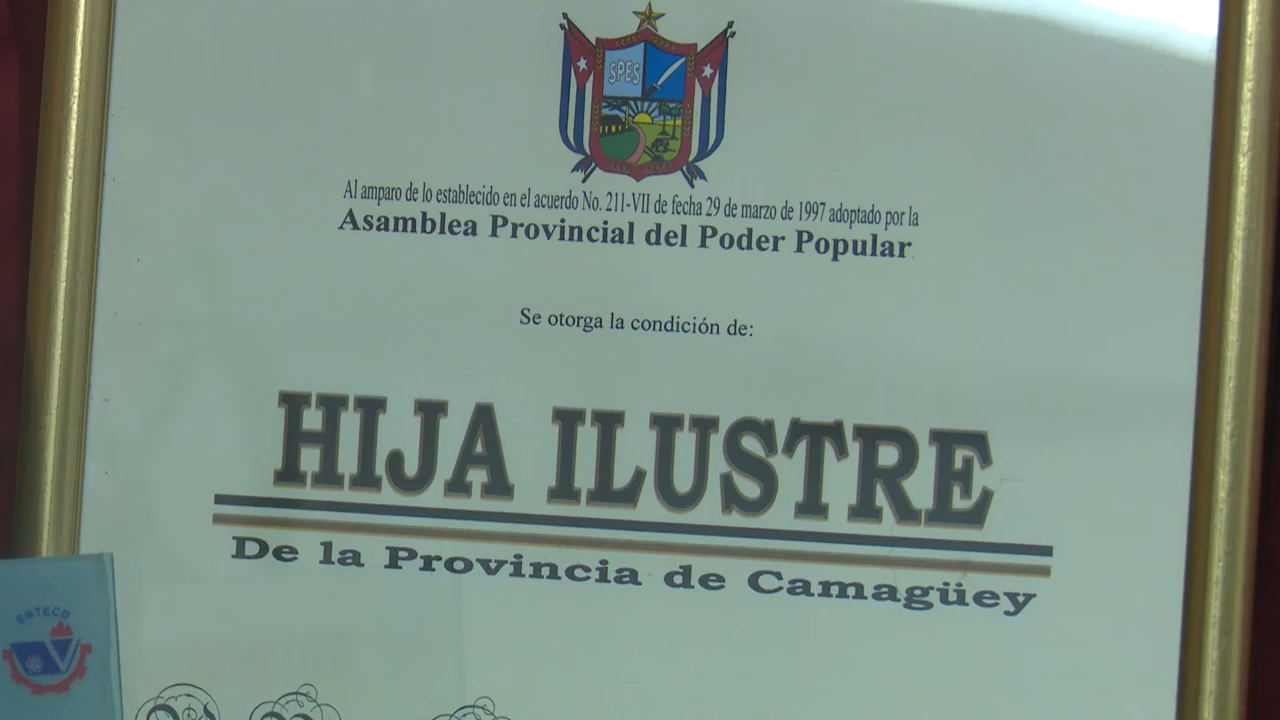 SPES
Al amparo de lo establecido en el acuerdo No. 211-VII de fecha 29 de marzo de 1997 adoptado por la
Asamblea Provincial del Poder Popular
Se otorga la condición de:
HIJA ILUSTRE
De la Provincia de Camagüey
SNTECD